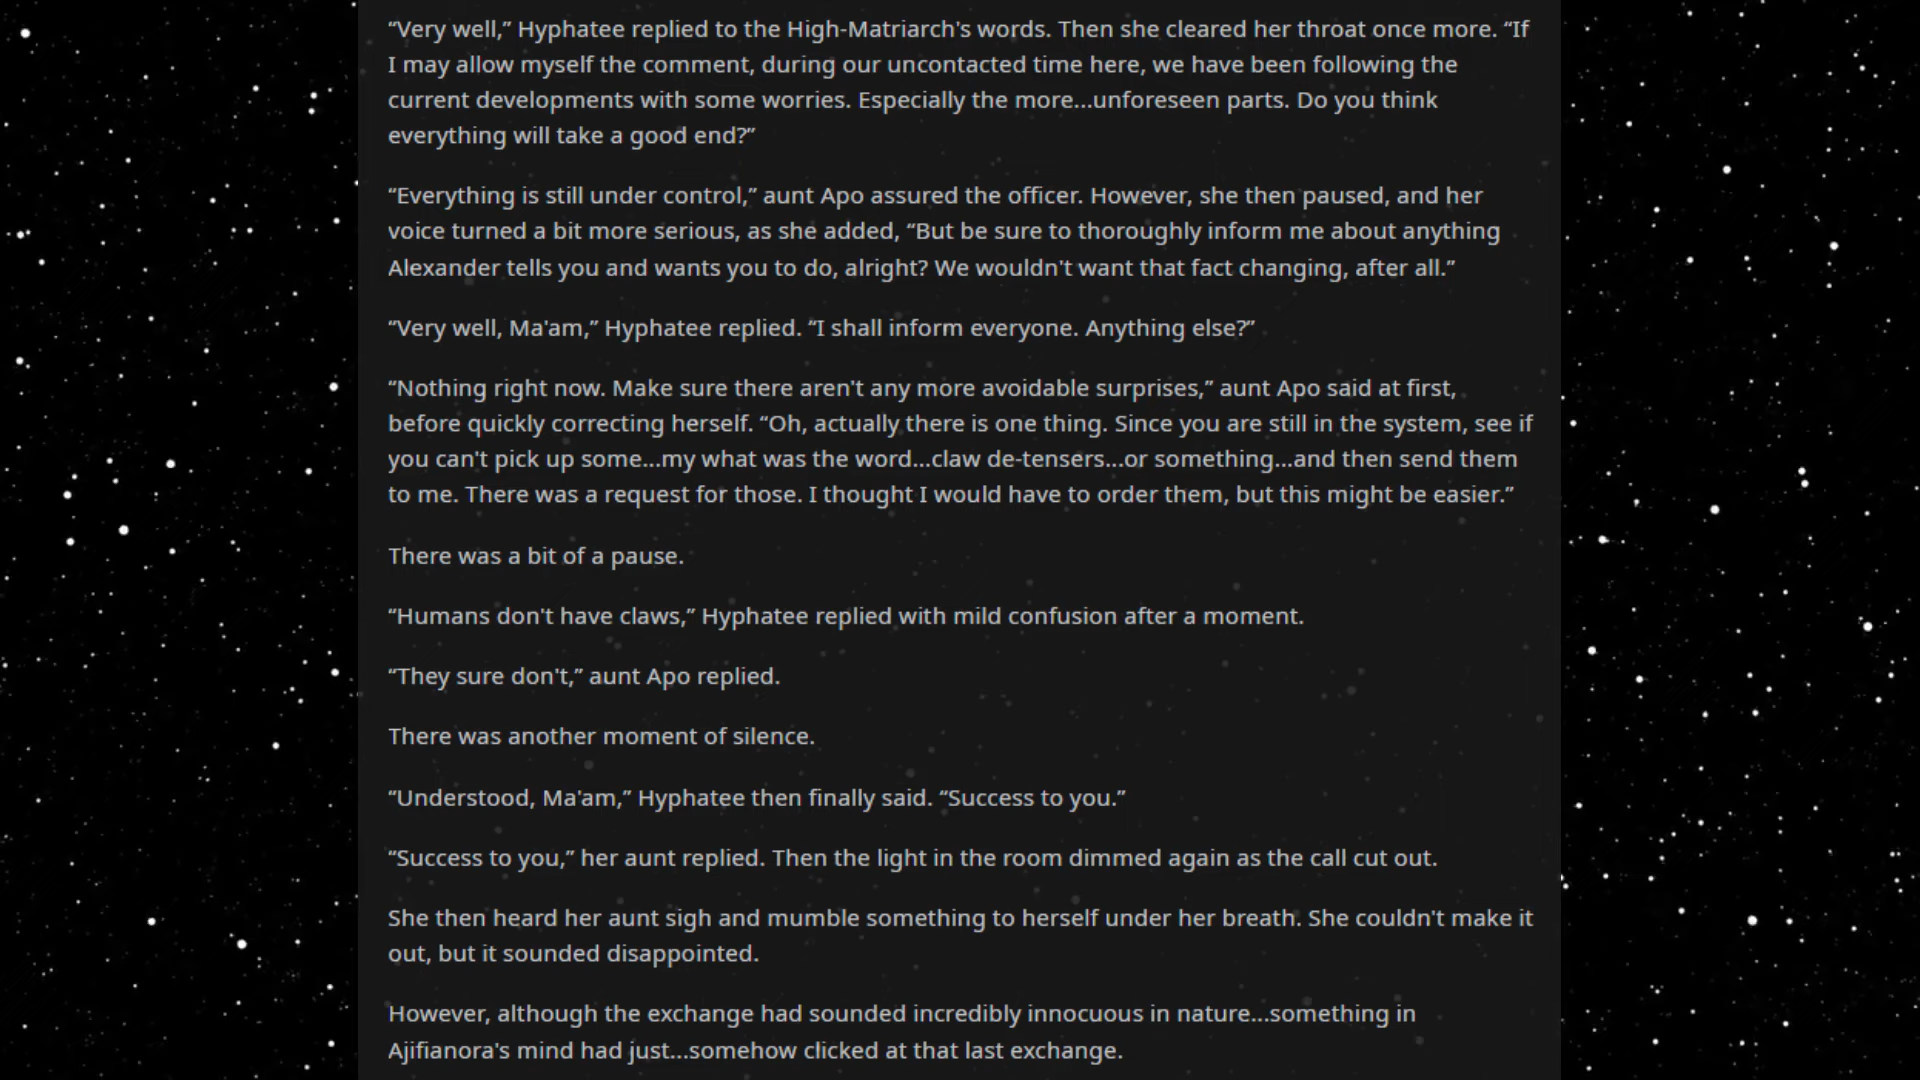 “Very well,” Hyphatee replied to the High-Matriarch's words. Then she cleared her throat once more. “If
I may allow myself the comment, during our uncontacted time here, we have been following the
current developments with some worries. Especially the more...unforeseen parts. Do you think
everything will take a good end?”
“Everything is still under control,” aunt Apo assured the officer. However, she then paused, and her
voice turned a bit more serious, as she added, “But be sure to thoroughly inform me about anything
Alexander tells you and wants you to do, alright? We wouldn't want that fact changing, after all.”
“Very well, Ma'am,” Hyphatee replied. “I shall inform everyone. Anything else?”
“Nothing right now. Make sure there aren't any more avoidable surprises,” aunt Apo said at first,
before quickly correcting herself. “Oh, actually there is one thing. Since you are still in the system, see if
you can't pick up some...my what was the word...claw de-tensers...or something...and then send them
to me. There was a request for those. I thought I would have to order them, but this might be easier.”
There was a bit of a pause.
“Humans don't have claws,” Hyphatee replied with mild confusion after a moment.
“They sure don't,” aunt Apo replied.
There was another moment of silence.
“Understood, Ma'am,” Hyphatee then finally said. “Success to you.”
“Success to you,” her aunt replied. Then the light in the room dimmed again as the call cut out.
She then heard her aunt sigh and mumble something to herself under her breath. She couldn't make it
out, but it sounded disappointed.
However, although the exchange had sounded incredibly innocuous in nature...something in
Ajifianora's mind had just...somehow clicked at that last exchange.